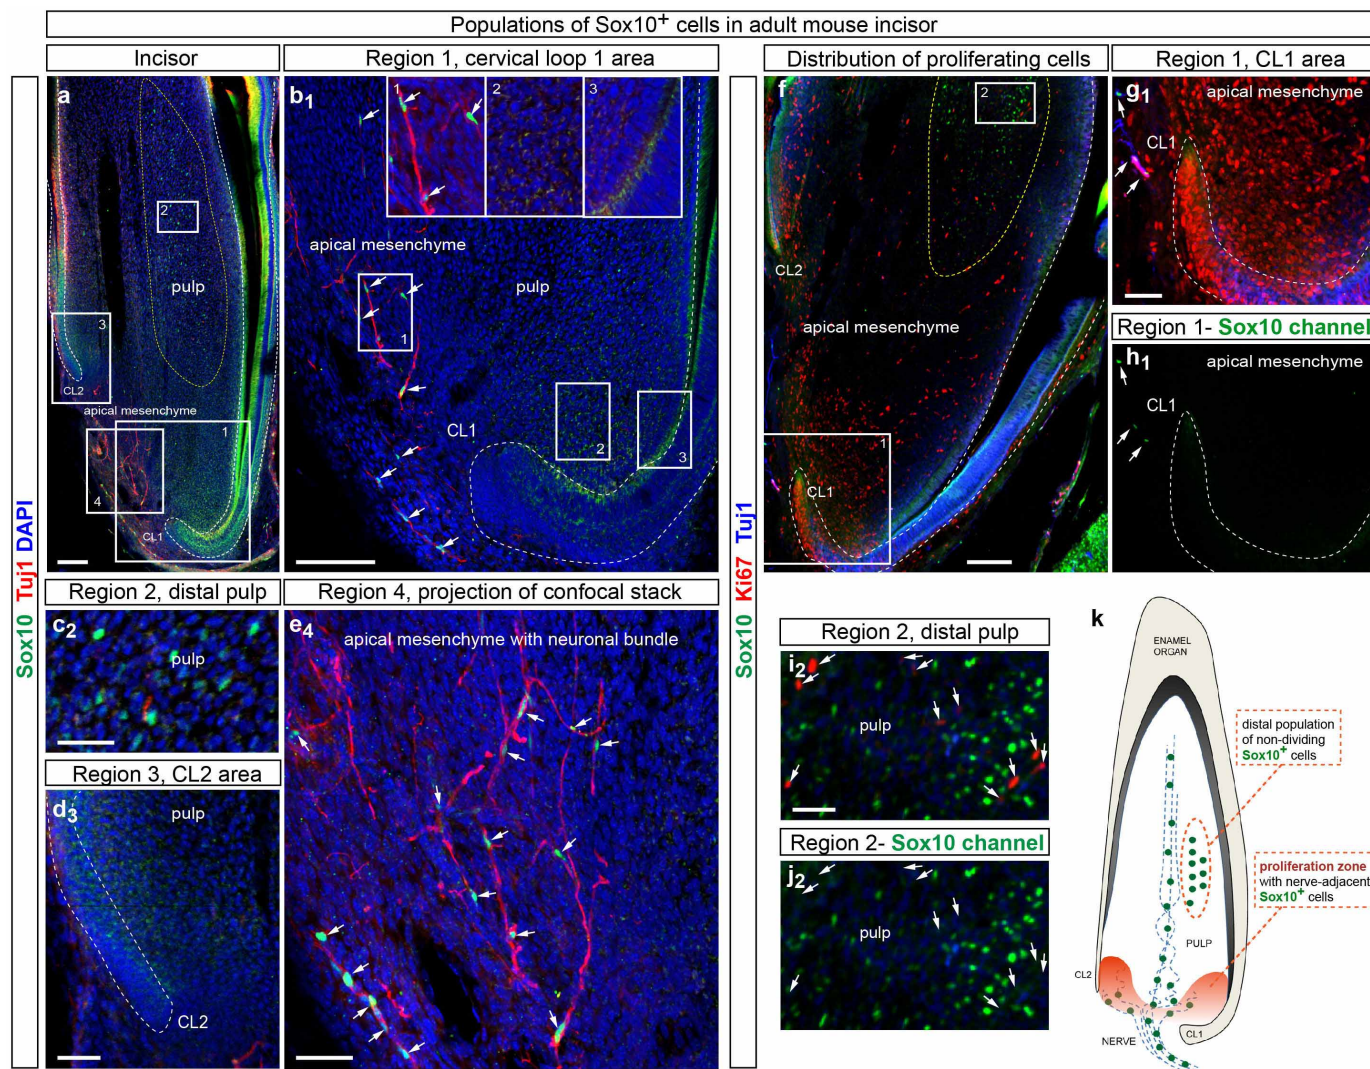 Populations of Sox10+ cells in adult mouse incisor
Incisor
Region 1, cervical loop 1 area
Sox10 Tuj1 DAPI
a
2
pulp
3
CL2
apical mesenchyme
1
4
CL1
b1
1
2
3
apical mesenchyme
pulp
1
CL1
2
3
Region 2, distal pulp
c2
pulp
Region 3, CL2 area
d3
pulp
CL2
Region 4, projection of confocal stack
e4
apical mesenchyme with neuronal bundle
Distribution of proliferating cells
Region 1, CL1 area
Sox10 Ki67 Tuj1
f
2
CL2
apical mesenchyme
1
CL1
g1
apical mesenchyme
CL1
Region 1- Sox10 channel
h1
apical mesenchyme
CL1
Region 2, distal pulp
i2
pulp
Region 2- Sox10 channel
j2
pulp
k
ENAMEL
ORGAN
distal population
of non-dividing
Sox10+ cells
proliferation zone
with nerve-adjacent
Sox10+ cells
PULP
CL2
CL1
NERVE